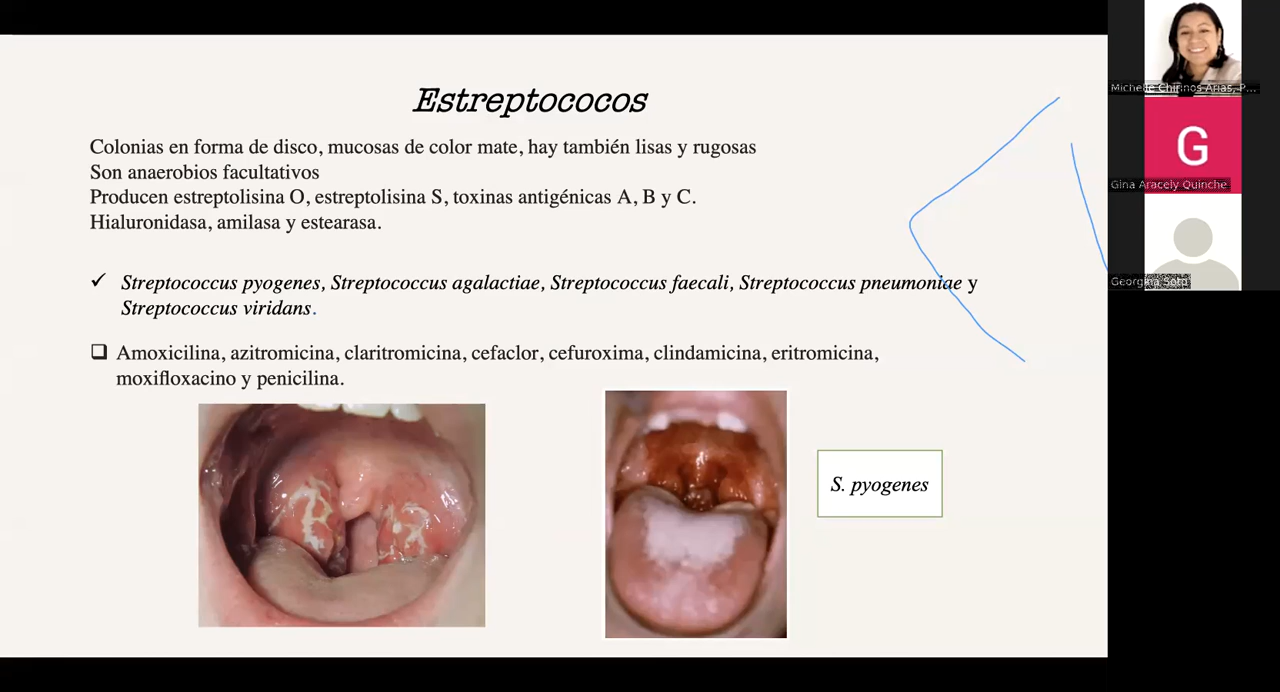 Estreptococos
Colonias en forma de disco, mucosas de color mate, hay también lisas y rugosas
Son anaerobios facultativos
Producen estreptolisina O, estreptolisina S, toxinas antigénicas A, B y C.
Hialuronidasa, amilasa y estearasa.
✓ Streptococcus pyogenes, Streptococcus agalactiae, Streptococcus faecali, Streptococcus pneumoniae y
Streptococcus viridans.
❑ Amoxicilina, azitromicina, claritromicina, cefaclor, cefuroxima, clindamicina, eritromicina,
moxifloxacino y penicilina.
S. pyogenes
Michelle Chirinos Arias, P...
G
Gina Aracely Quinche
Georgina Soto